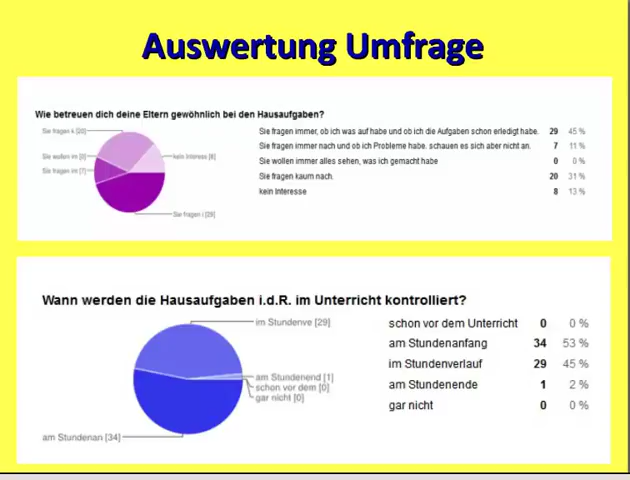 Auswertung Umfrage
Wie betreuen dich deine Eltern gewöhnlich bei den Hausaufgaben?
Sie fragen k [20]
Sie wollen im [0]
Sie fragen im [7]
kein Interesse [8]
Sie fragen i [29]
Sie fragen immer, ob ich was auf habe und ob ich die Aufgaben schon erledigt habe. 29 45 %
Sie fragen immer nach und ob ich Probleme habe. schauen es sich aber nicht an. 7 11 %
Sie wollen immer alles sehen, was ich gemacht habe 0 0 %
Sie fragen kaum nach. 20 31 %
kein Interesse 8 13 %
Wann werden die Hausaufgaben i.d.R. im Unterricht kontrolliert?
im Stundenve [29]
am Stundenend [1]
schon vor dem [0]
gar nicht [0]
am Stundenan [34]
schon vor dem Unterricht 0 0 %
am Stundenanfang 34 53 %
im Stundenverlauf 29 45 %
am Stundenende 1 2 %
gar nicht 0 0 %